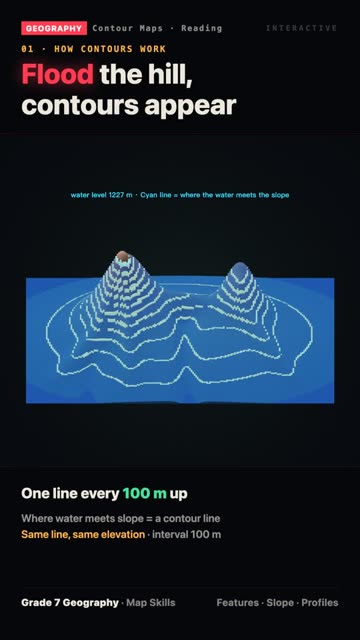 GEOGRAPHY Contour Maps · Reading INTERACTIVE
01 · HOW CONTOURS WORK
Flood the hill,
contours appear
water level 1227 m · Cyan line = where the water meets the slope
One line every 100 m up
Where water meets slope = a contour line
Same line, same elevation · interval 100 m
Grade 7 Geography · Map Skills Features · Slope · Profiles